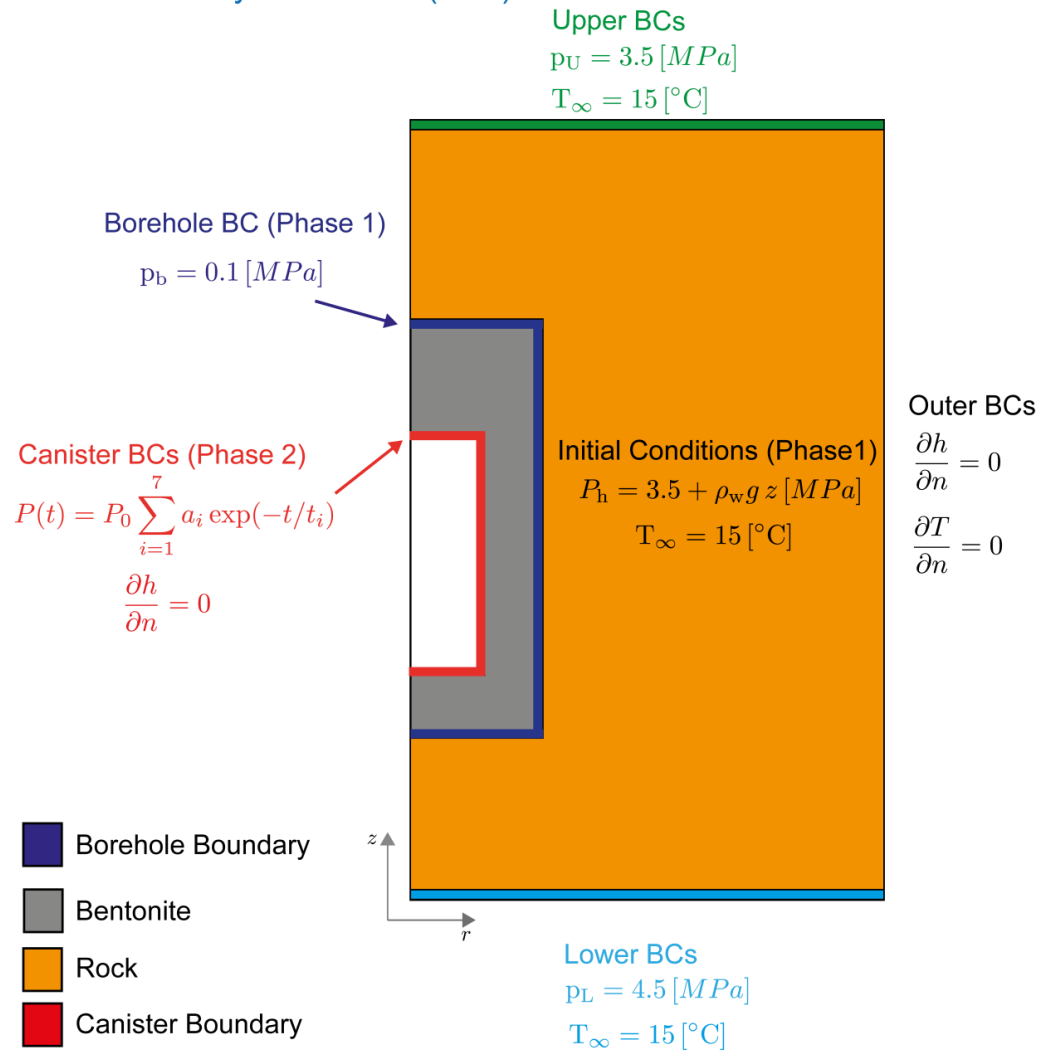 Upper BCs
p_U = 3.5 [MPa]
T_∞ = 15 [°C]
Borehole BC (Phase 1)
p_b = 0.1 [MPa]
Canister BCs (Phase 2)
P(t) = P_0 ∑_{i=1}^{7} a_i exp(−t/t_i)
∂h/∂n = 0
Initial Conditions (Phase1)
P_h = 3.5 + ρ_w g z [MPa]
T_∞ = 15 [°C]
Outer BCs
∂h/∂n = 0
∂T/∂n = 0
Borehole Boundary
Bentonite
Rock
Canister Boundary
z
r
Lower BCs
p_L = 4.5 [MPa]
T_∞ = 15 [°C]